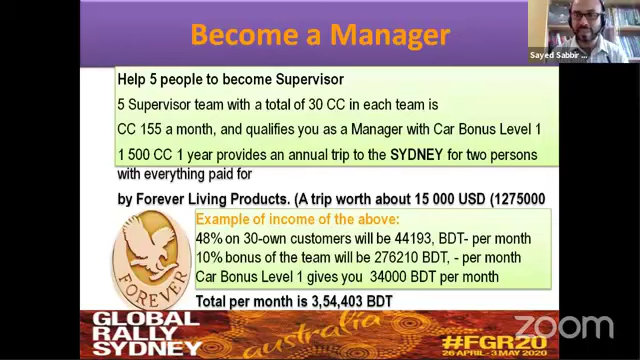 Become a Manager
Sayed Sabbir
Help 5 people to become Supervisor
5 Supervisor team with a total of 30 CC in each team is
CC 155 a month, and qualifies you as a Manager with Car Bonus Level 1
1 500 CC 1 year provides an annual trip to the SYDNEY for two persons
with everything paid for
by Forever Living Products. (A trip worth about 15 000 USD (1275000
Example of income of the above:
48% on 30-own customers will be 44193, BDT- per month
10% bonus of the team will be 276210 BDT, - per month
Car Bonus Level 1 gives you 34000 BDT per month
Total per month is 3,54,403 BDT
FOREVER
GLOBAL
RALLY
SYDNEY
australia
#FGR20
26 APRIL - 3 MAY 2020
zoom